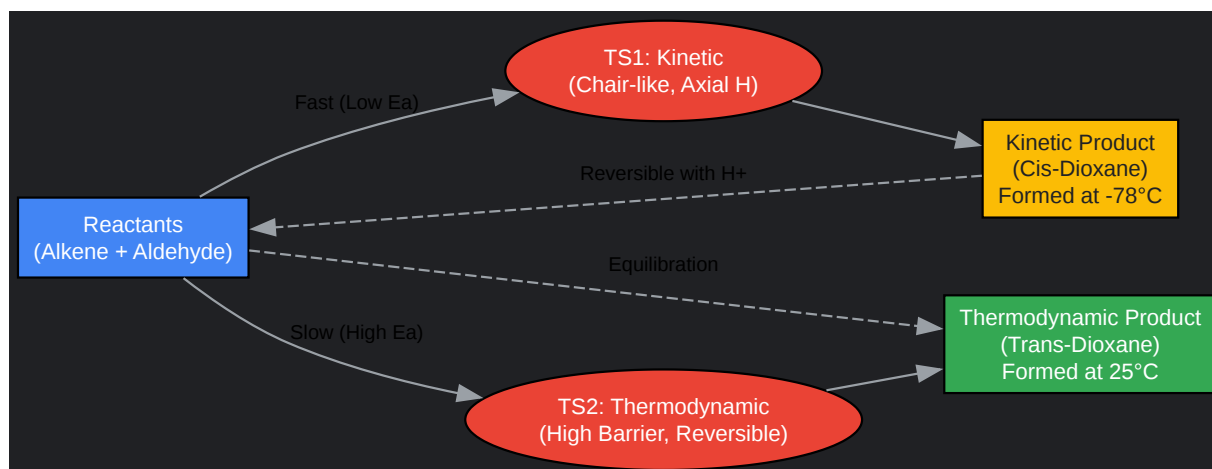 TS1: Kinetic
(Chair-like, Axial H)
Fast (Low Ea)
Kinetic Product
(Cis-Dioxane)
Formed at -78°C
Reversible with H+
Reactants
(Alkene + Aldehyde)
Equilibration
Thermodynamic Product
(Trans-Dioxane)
Formed at 25°C
Slow (High Ea)
TS2: Thermodynamic
(High Barrier, Reversible)